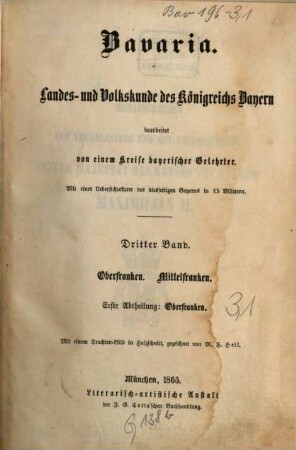 Bav 196-3,1
Bavaria.
Landes- und Volkskunde des Königreichs Bayern
bearbeitet
von einem Kreise bayerischer Gelehrter.
Mit einer Uebersichtskarte des diesseitigen Bayerns in 15 Blättern.
Dritter Band.
Oberfranken. Mittelfranken.
Erste Abtheilung: Oberfranken.
3,1
Mit einem Trachten-Bild in Holzschnitt, gezeichnet von M. F. Heil.
München, 1865.
Literarisch-artistische Anstalt
der J. G. Cotta'schen Buchhandlung.